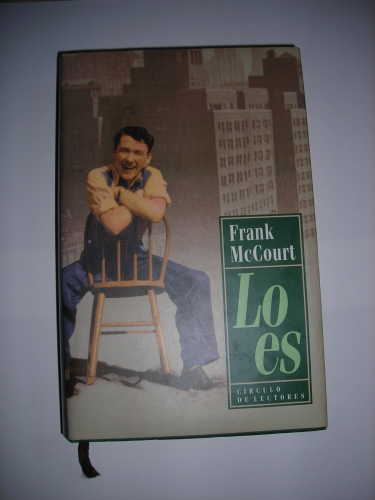 Frank
McCourt
Lo
es
CÍRCULO
DE LECTORES